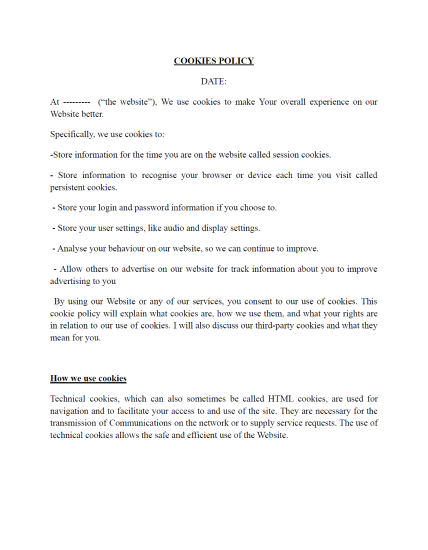 COOKIES POLICY
DATE:
At --------- (“the website”), We use cookies to make Your overall experience on our
Website better.
Specifically, we use cookies to:
-Store information for the time you are on the website called session cookies.
- Store information to recognise your browser or device each time you visit called
persistent cookies.
- Store your login and password information if you choose to.
- Store your user settings, like audio and display settings.
- Analyse your behaviour on our website, so we can continue to improve.
- Allow others to advertise on our website for track information about you to improve
advertising to you
By using our Website or any of our services, you consent to our use of cookies. This
cookie policy will explain what cookies are, how we use them, and what your rights are
in relation to our use of cookies. I will also discuss our third-party cookies and what they
mean for you.
How we use cookies
Technical cookies, which can also sometimes be called HTML cookies, are used for
navigation and to facilitate your access to and use of the site. They are necessary for the
transmission of Communications on the network or to supply service requests. The use of
technical cookies allows the safe and efficient use of the Website.